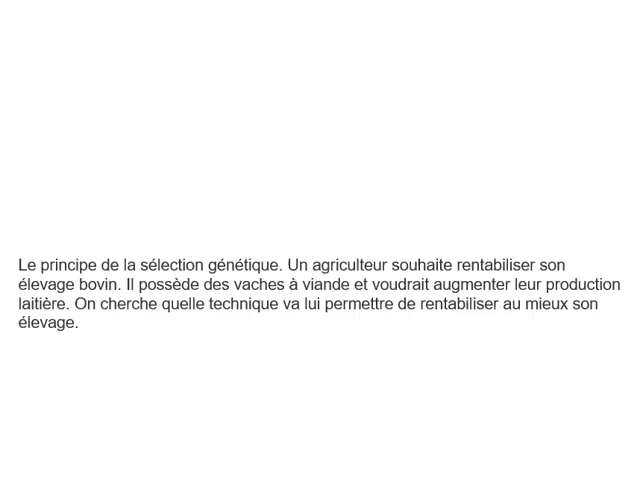 Le principe de la sélection génétique. Un agriculteur souhaite rentabiliser son
élevage bovin. Il possède des vaches à viande et voudrait augmenter leur production
laitière. On cherche quelle technique va lui permettre de rentabiliser au mieux son
élevage.